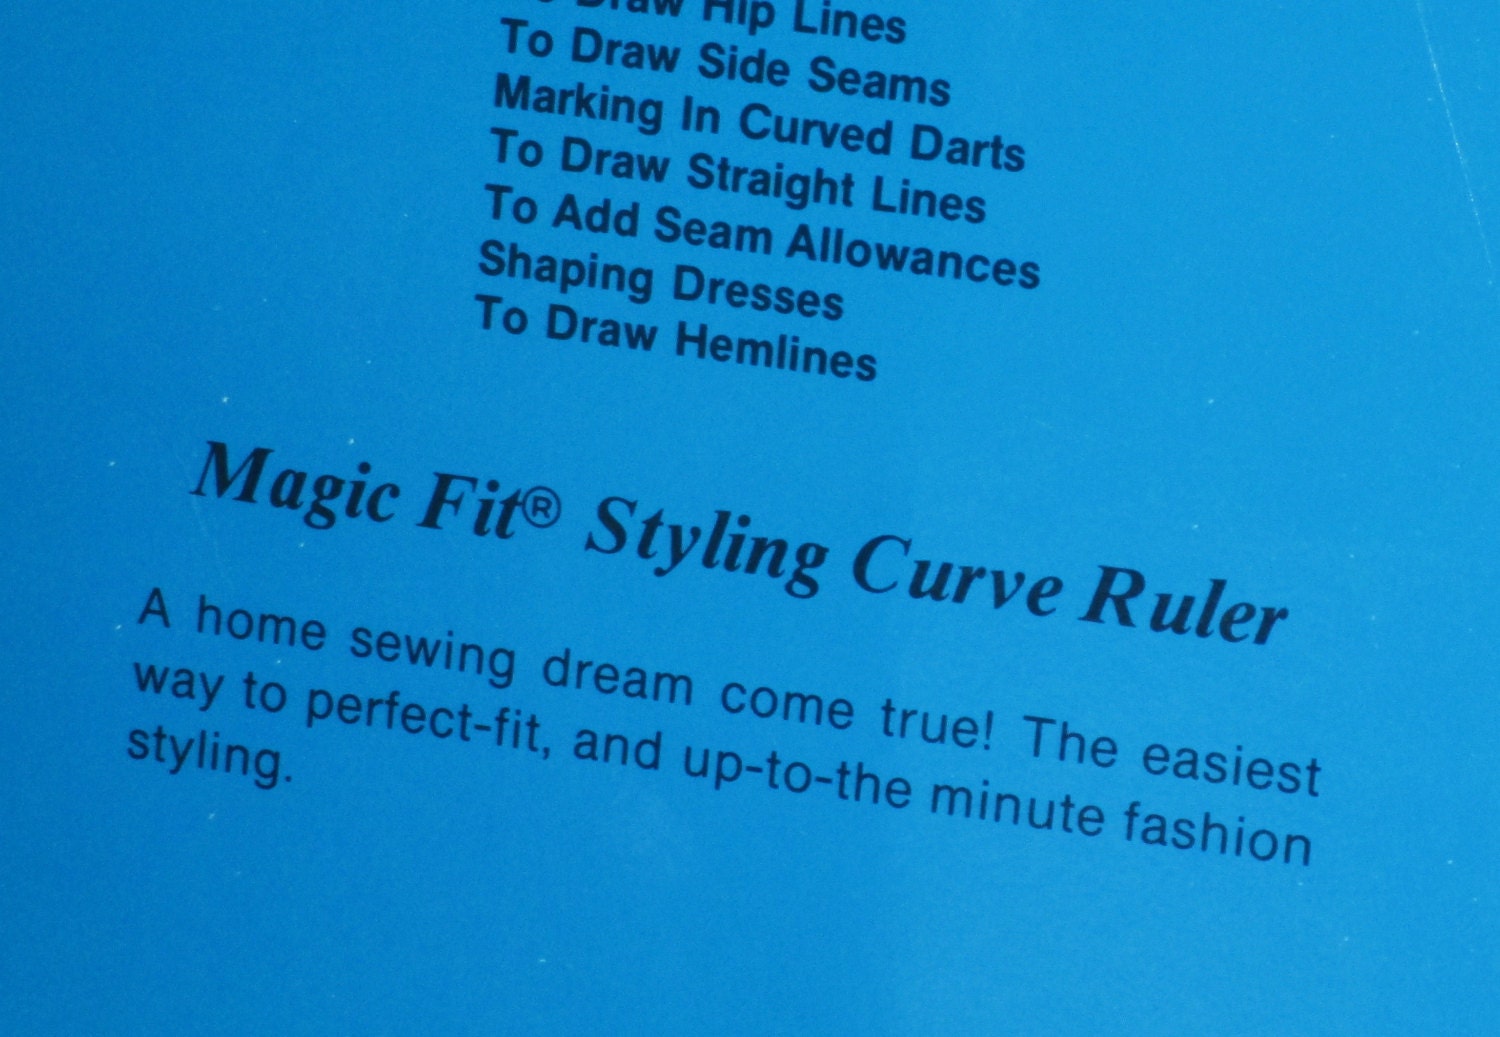 To Draw Hip Lines
To Draw Side Seams
Marking In Curved Darts
To Draw Straight Lines
To Add Seam Allowances
Shaping Dresses
To Draw Hemlines
Magic Fit® Styling Curve Ruler
A home sewing dream come true! The easiest
way to perfect-fit, and up-to-the minute fashion
styling.